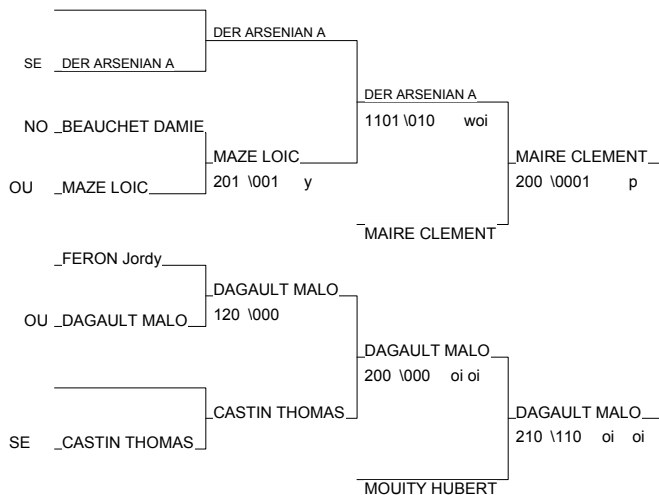 DER ARSENIAN A
SE DER ARSENIAN A
DER ARSENIAN A
1101 \010 woi
NO BEAUCHET DAMIE
MAZE LOIC
201 \001 y
MAIRE CLEMENT
200 \0001 p
OU MAZE LOIC
MAIRE CLEMENT
FERON Jordy
DAGAULT MALO
120 \000
OU DAGAULT MALO
DAGAULT MALO
200 \000 oi oi
CASTIN THOMAS
DAGAULT MALO
210 \110 oi oi
SE CASTIN THOMAS
MOUITY HUBERT